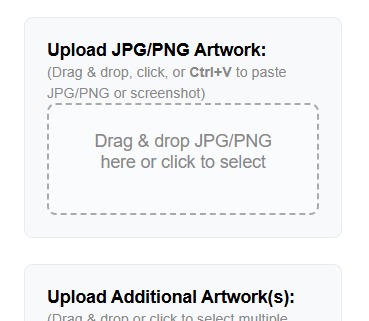 Upload JPG/PNG Artwork:
(Drag & drop, click, or Ctrl+V to paste
JPG/PNG or screenshot)
Drag & drop JPG/PNG
here or click to select
Upload Additional Artwork(s):
(Drag & drop or click to select multiple